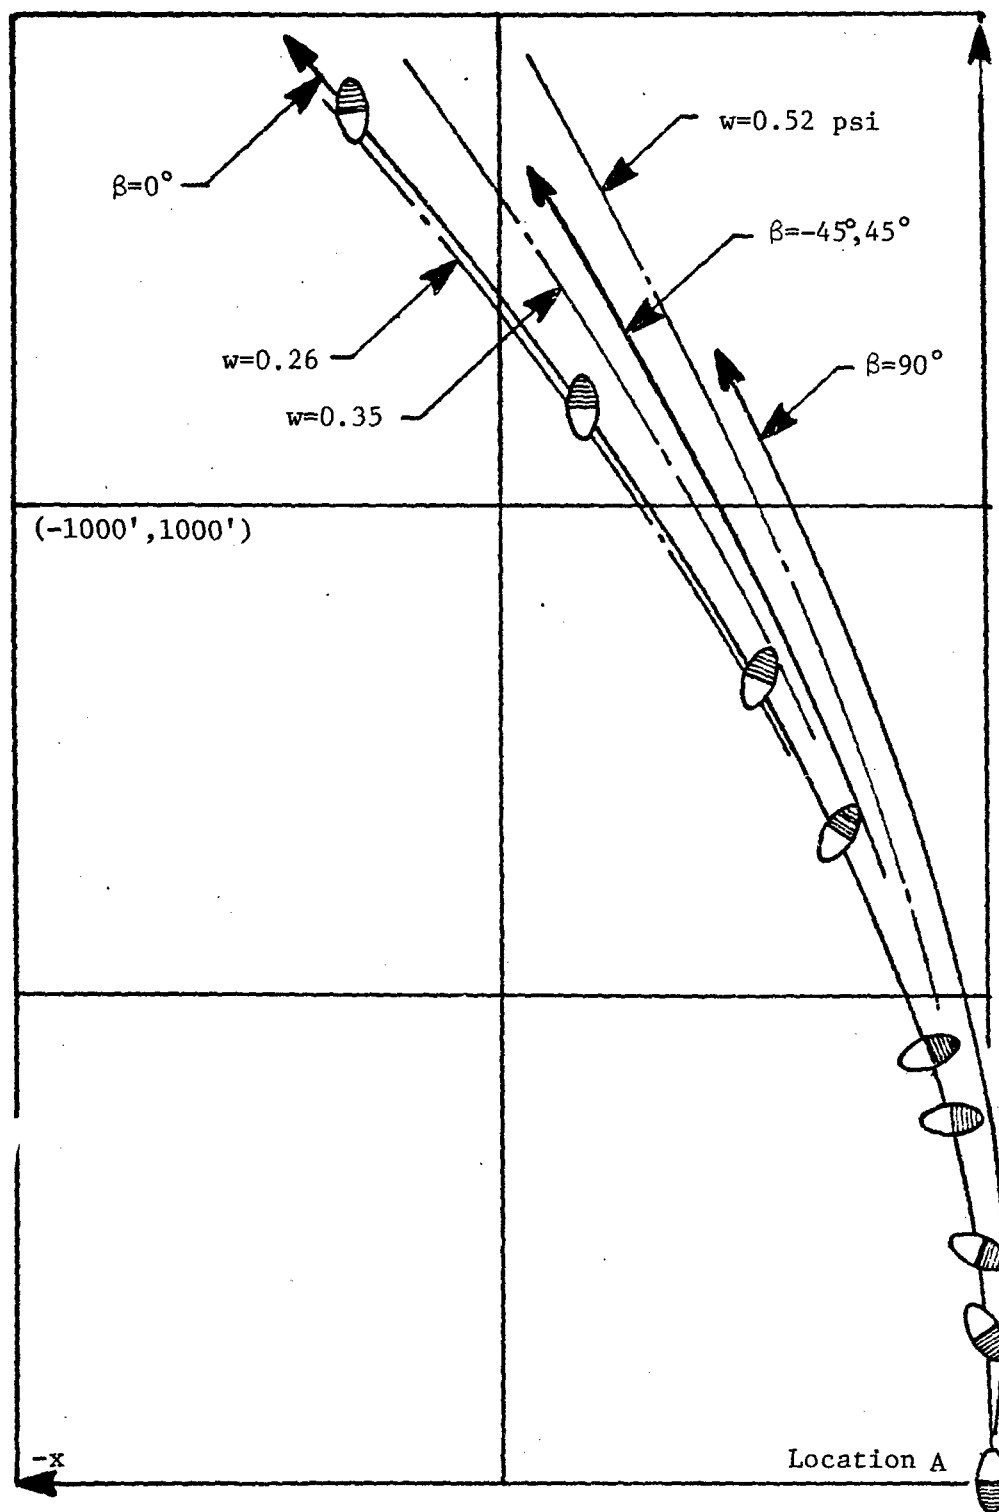 w=0.52 psi
β=0°
β=-45°,45°
w=0.26
β=90°
w=0.35
(-1000',1000')
-x
Location A